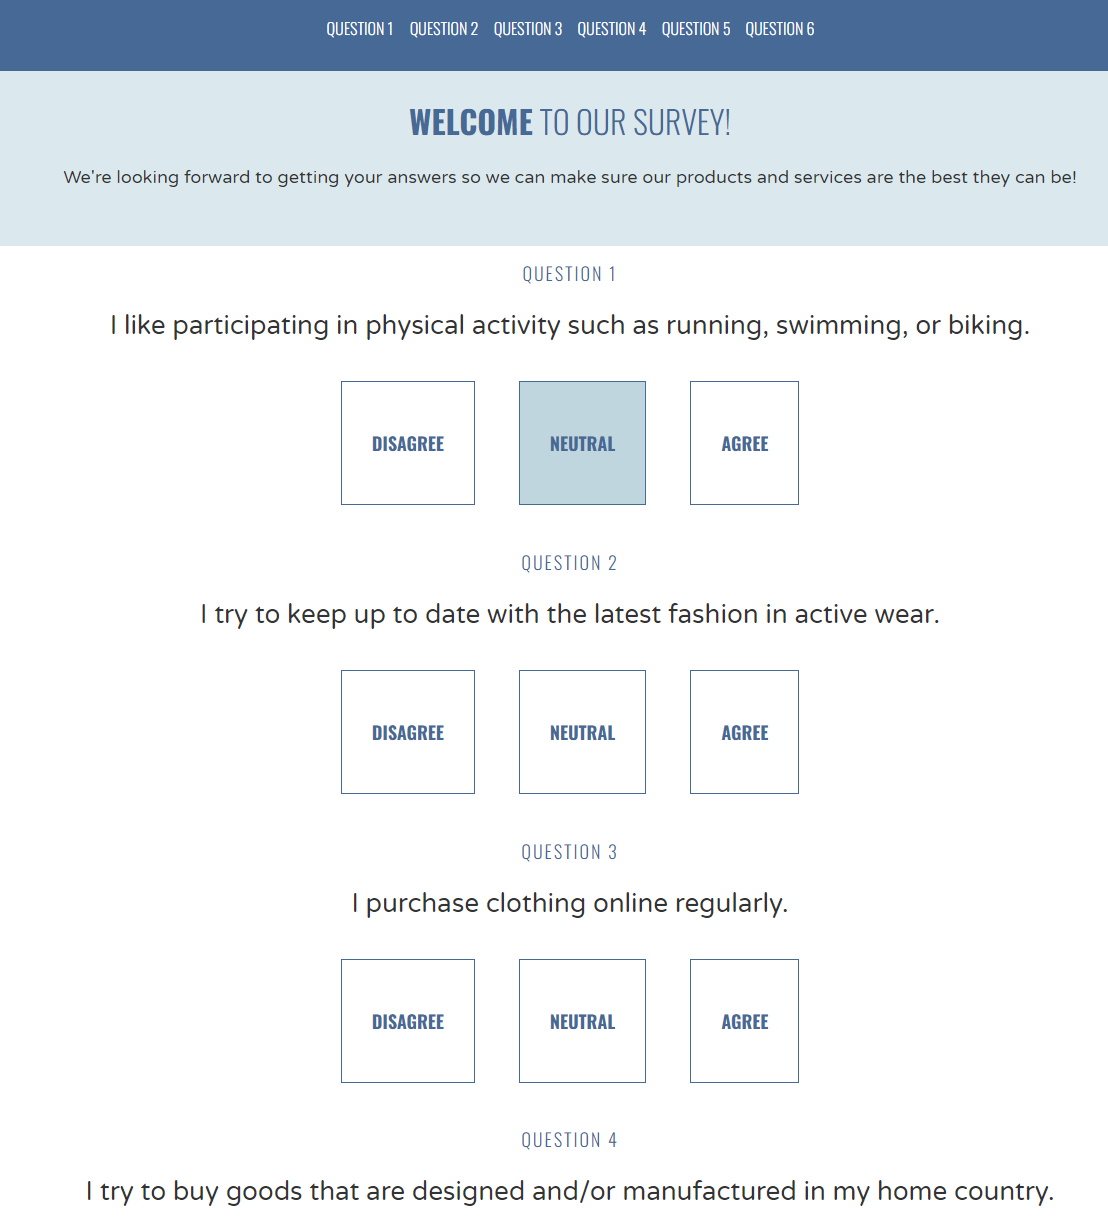 QUESTION 1 QUESTION 2 QUESTION 3 QUESTION 4 QUESTION 5 QUESTION 6
WELCOME TO OUR SURVEY!
We're looking forward to getting your answers so we can make sure our products and services are the best they can be!
QUESTION 1
I like participating in physical activity such as running, swimming, or biking.
DISAGREE NEUTRAL AGREE
QUESTION 2
I try to keep up to date with the latest fashion in active wear.
DISAGREE NEUTRAL AGREE
QUESTION 3
I purchase clothing online regularly.
DISAGREE NEUTRAL AGREE
QUESTION 4
I try to buy goods that are designed and/or manufactured in my home country.